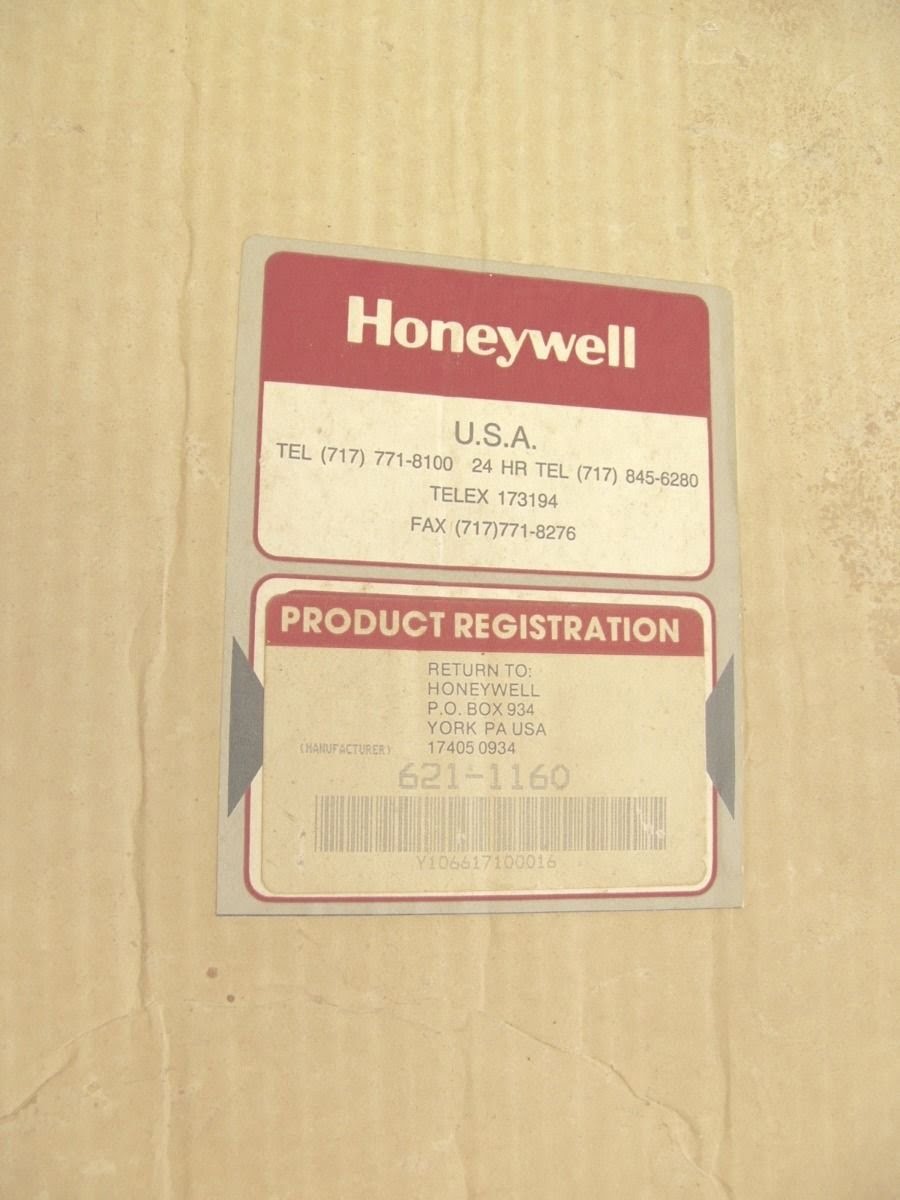 Honeywell
U.S.A.
TEL (717) 771-8100 24 HR TEL (717) 845-6280
TELEX 173194
FAX (717)771-8276
PRODUCT REGISTRATION
RETURN TO:
HONEYWELL
P.O. BOX 934
YORK PA USA
(MANUFACTURER) 17405 0934
621-1160
Y106617100016